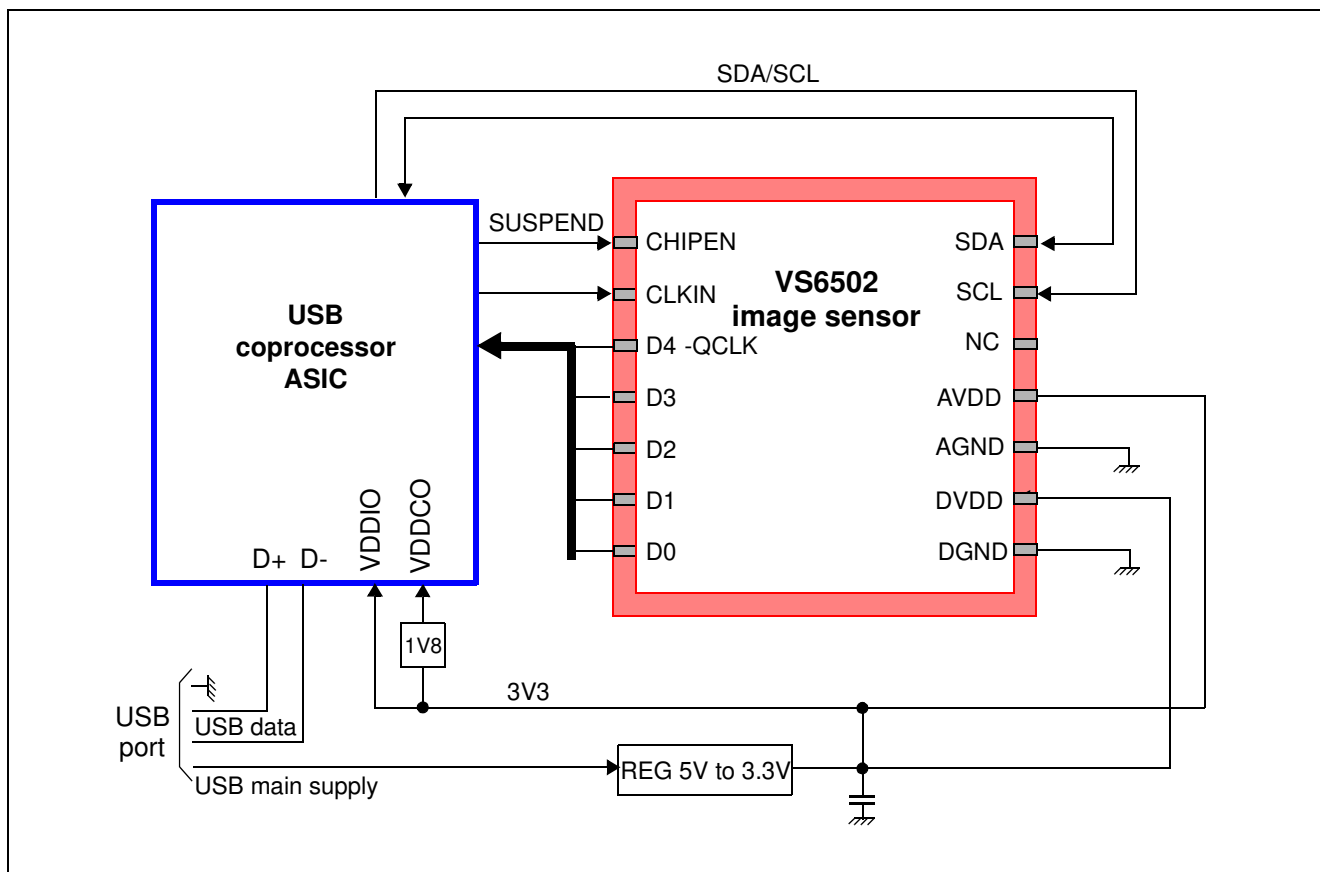 SDA/SCL
SUSPEND
CHIPEN
SDA
CLKIN
SCL
VS6502
image sensor
USB
coprocessor
ASIC
D4 -QCLK
NC
D3
AVDD
D2
AGND
D1
DVDD
D0
DGND
D+ D-
VDDIO
VDDCO
1V8
3V3
USB
port
USB data
USB main supply
REG 5V to 3.3V